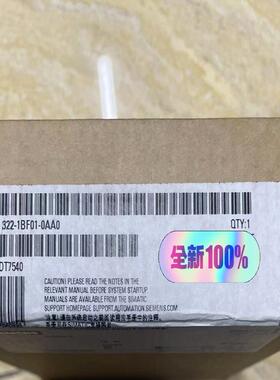 322-1BF01-0AA0
QTY:1
全新100%
DT7540
CAUTION! PLEASE READ THE NOTES IN THE
RELEVANT MANUAL BEFORE SYSTEM STARTUP.
MANUALS ARE AVAILABLE FROM THE SIMATIC
SUPPORT HOMEPAGE SUPPORT.AUTOMATION.SIEMENS.COM